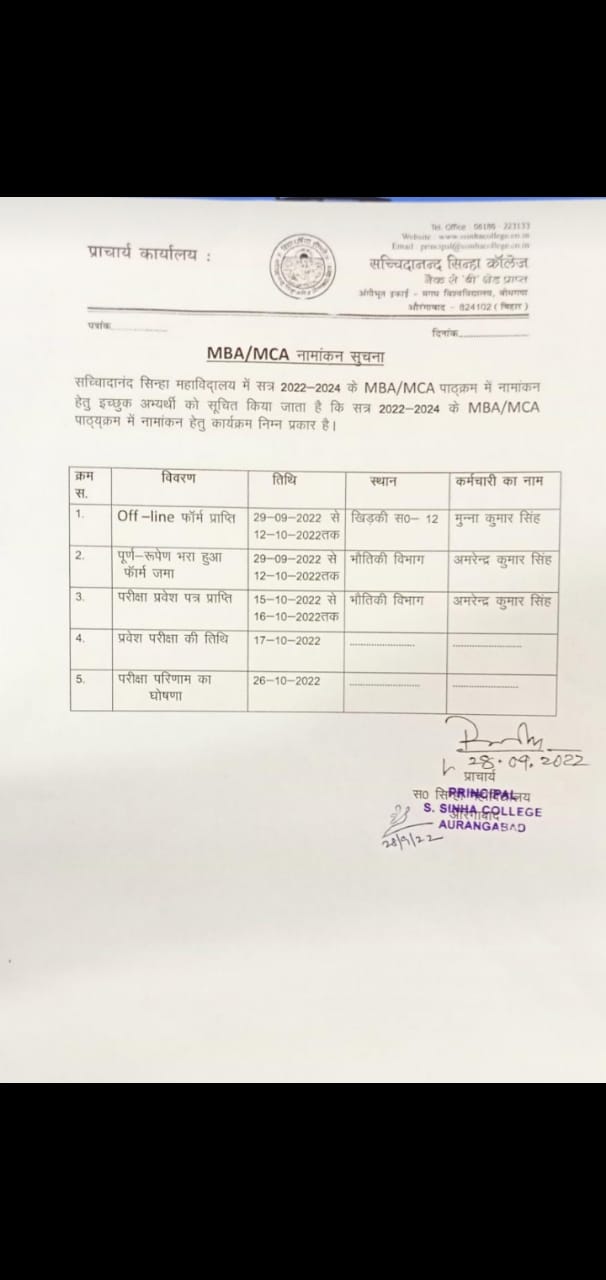 Tel. Office : 06186 - 223133
Website : www.ssinhacollege.co.in
Email : principal@ssinhacollege.co.in
प्राचार्य कार्यालय :
सच्चिदानन्द सिन्हा कॉलेज
नैक से 'बी' ग्रेड प्राप्त
अंगीभूत इकाई - मगध विश्वविद्यालय, बोधगया
औरंगाबाद - 824102 ( बिहार )
पत्रांक............
दिनांक............
MBA/MCA नामांकन सुचना
सच्चिादानंद सिन्हा महाविद्यालय में सत्र 2022–2024 के MBA/MCA पाठ्क्रम में नामांकन
हेतु इच्छुक अभ्यर्थी को सूचित किया जाता है कि सत्र 2022–2024 के MBA/MCA
पाठ्यक्रम में नामांकन हेतु कार्यक्रम निम्न प्रकार है।
क्रम स. विवरण तिथि स्थान कर्मचारी का नाम
1. Off–line फॉर्म प्राप्ति 29–09–2022 से 12–10–2022तक खिड़की स0– 12 मुन्ना कुमार सिंह
2. पूर्ण–रूपेण भरा हुआ फॉर्म जमा 29–09–2022 से 12–10–2022तक भौतिकी विभाग अमरेन्द्र कुमार सिंह
3. परीक्षा प्रवेश पत्र प्राप्ति 15–10–2022 से 16–10–2022तक भौतिकी विभाग अमरेन्द्र कुमार सिंह
4. प्रवेश परीक्षा की तिथि 17–10–2022 ............ ............
5. परीक्षा परिणाम का घोषणा 26–10–2022 ............ ............
28.09.2022
प्राचार्य
स0 सिन्हा महाविद्यालय
औरंगाबाद
PRINCIPAL
S. SINHA COLLEGE
AURANGABAD
28/9/22